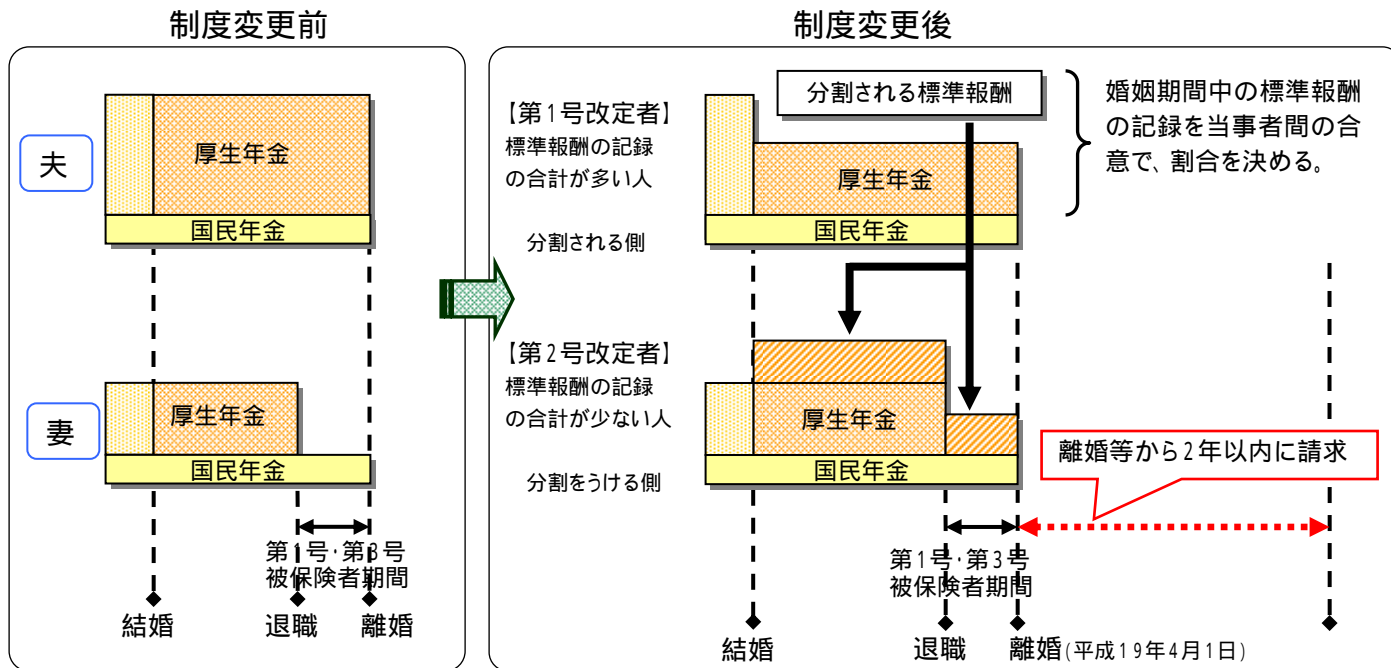 制度変更前
夫
厚生年金
国民年金
妻
厚生年金
国民年金
第1号・第3号
被保険者期間
結婚
退職
離婚
制度変更後
【第1号改定者】
標準報酬の記録
の合計が多い人
分割される側
分割される標準報酬
厚生年金
国民年金
婚姻期間中の標準報酬
の記録を当事者間の合
意で、割合を決める。
【第2号改定者】
標準報酬の記録
の合計が少ない人
分割をうける側
厚生年金
国民年金
離婚等から2年以内に請求
第1号・第3号
被保険者期間
結婚
退職
離婚(平成19年4月1日)